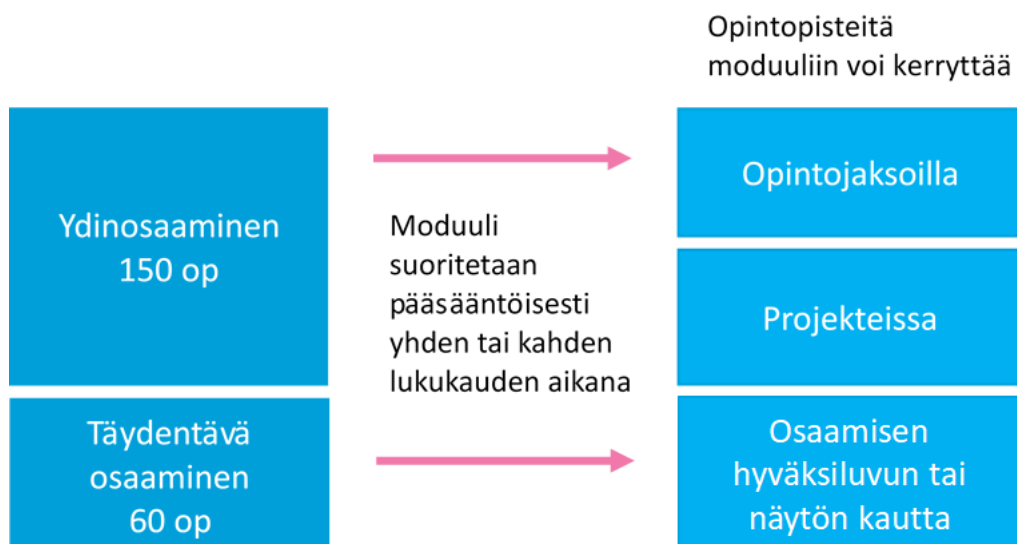 Opintopisteitä
moduuliin voi kerryttää
Ydinosaaminen
150 op
Täydentävä
osaaminen
60 op
Moduuli
suoritetaan
pääsääntöisesti
yhden tai kahden
lukukauden aikana
Opintojaksoilla
Projekteissa
Osaamisen
hyväksiluvun tai
näytön kautta